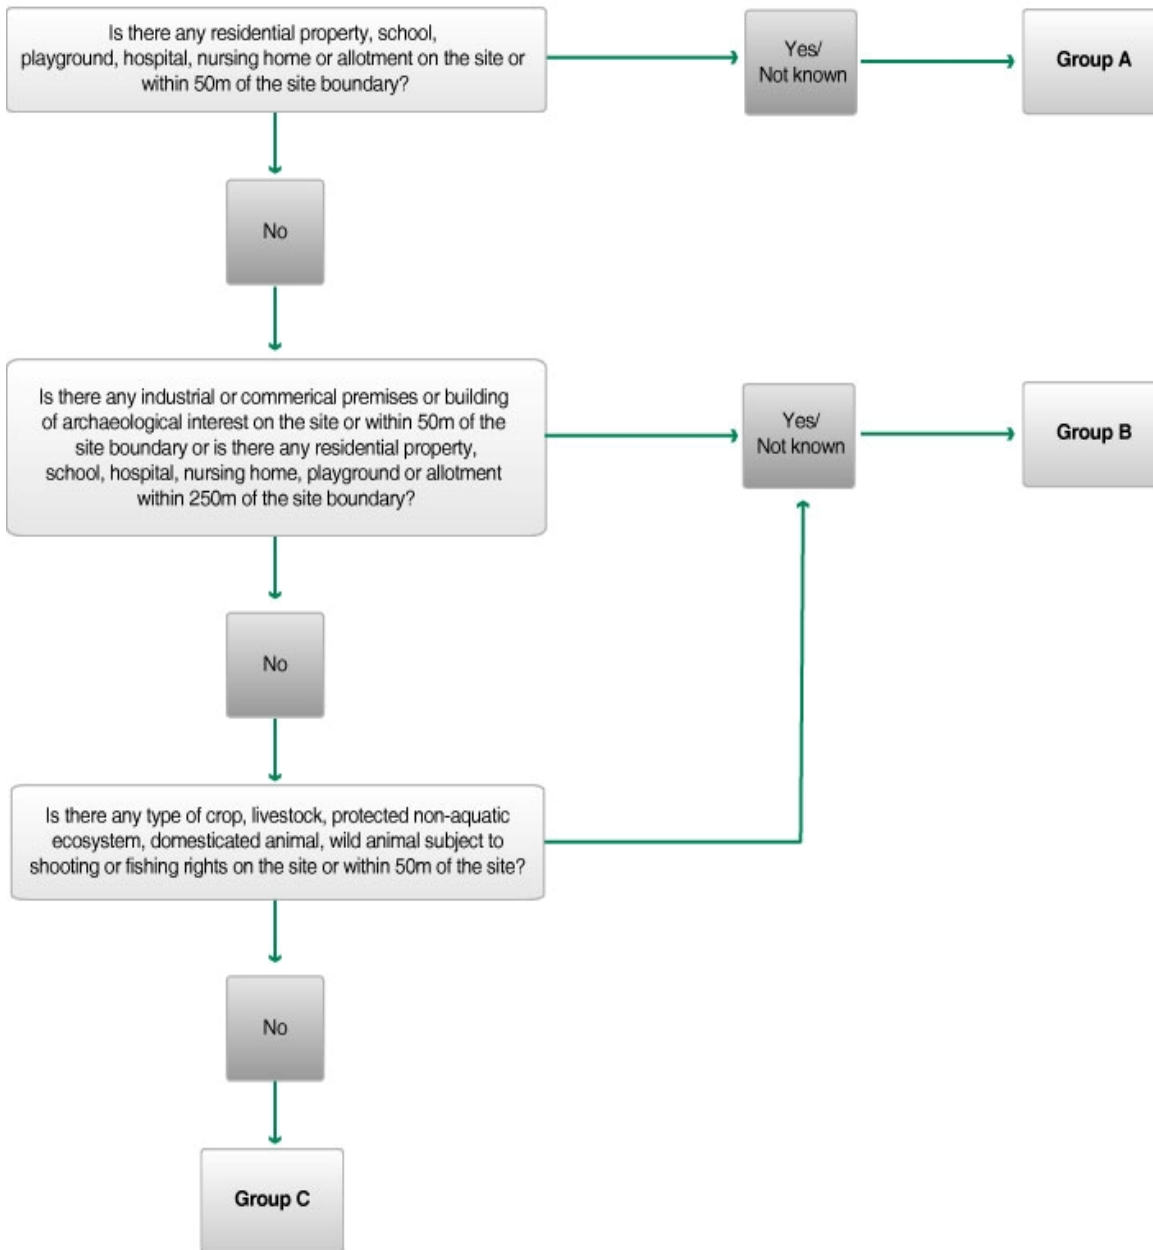 Is there any residential property, school,
playground, hospital, nursing home or allotment on the site or
within 50m of the site boundary?
Yes/
Not known
Group A
No
Is there any industrial or commerical premises or building
of archaeological interest on the site or within 50m of the
site boundary or is there any residential property,
school, hospital, nursing home, playground or allotment
within 250m of the site boundary?
Yes/
Not known
Group B
No
Is there any type of crop, livestock, protected non-aquatic
ecosystem, domesticated animal, wild animal subject to
shooting or fishing rights on the site or within 50m of the site?
No
Group C